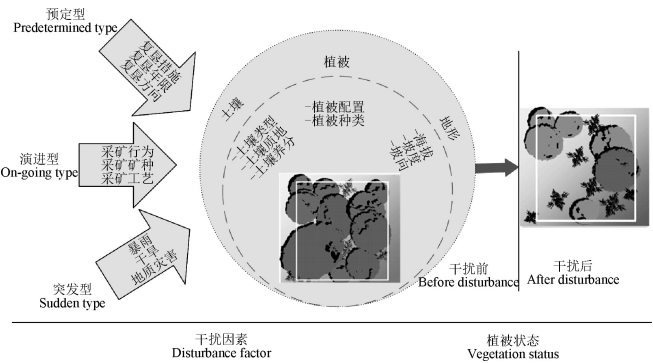 预定型
Predetermined type
复垦措施
复垦年限
复垦方向
演进型
On-going type
采矿行为
采矿矿种
采矿工艺
突发型
Sudden type
暴雨
干旱
地质灾害
植被
土壤
地形
-植被配置
-植被种类
-土壤类型
-土壤质地
-土壤养分
-海拔
-坡度
-坡向
干扰前
Before disturbance
干扰后
After disturbance
干扰因素
Disturbance factor
植被状态
Vegetation status